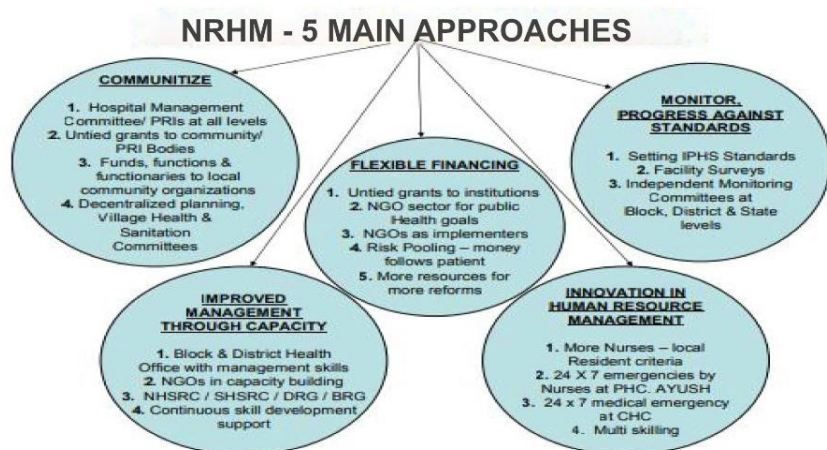 NRHM - 5 MAIN APPROACHES
COMMUNITIZE
1. Hospital Management
Committee/ PRIs at all levels
2. Untied grants to community/
PRI Bodies
3. Funds, functions &
functionaries to local
community organizations
4. Decentralized planning,
Village Health &
Sanitation
Committees
FLEXIBLE FINANCING
1. Untied grants to institutions
2. NGO sector for public
Health goals
3. NGOs as implementers
4. Risk Pooling – money
follows patient
5. More resources for
more reforms
MONITOR,
PROGRESS AGAINST
STANDARDS
1. Setting IPHS Standards
2. Facility Surveys
3. Independent Monitoring
Committees at
Block, District & State
levels
IMPROVED
MANAGEMENT
THROUGH CAPACITY
1. Block & District Health
Office with management skills
2. NGOs in capacity building
3. NHSRC / SHSRC / DRG / BRG
4. Continuous skill development
support
INNOVATION IN
HUMAN RESOURCE
MANAGEMENT
1. More Nurses – local
Resident criteria
2. 24 X 7 emergencies by
Nurses at PHC. AYUSH
3. 24 x 7 medical emergency
at CHC
4. Multi skilling